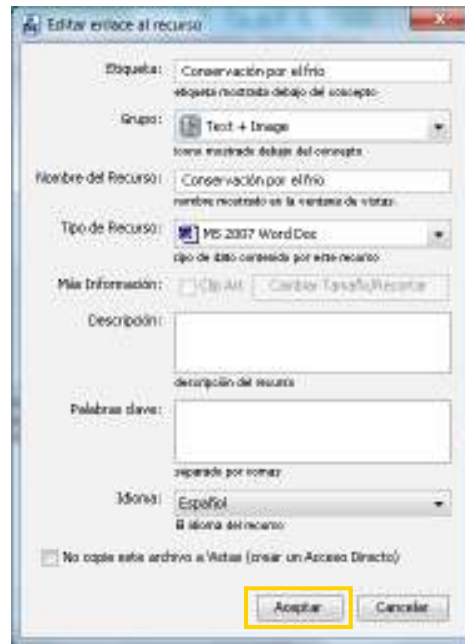 Editar enlace al recurso
Etiqueta: Conservación por el frío
etiqueta mostrada debajo del concepto
Grupo: Text + Image
icono mostrado debajo del concepto
Nombre del Recurso: Conservación por el frío
nombre mostrado en la ventana de vistas.
Tipo de Recurso: MS 2007 Word Doc
tipo de dato contenido por este recurso
Más Información: Clip Art Cambiar Tamaño/Recortar
Descripción:
descripción del recurso
Palabras clave:
separado por comas
Idioma: Español
El idioma del recurso
No copie este archivo a Vistas (crear un Acceso Directo)
Aceptar Cancelar